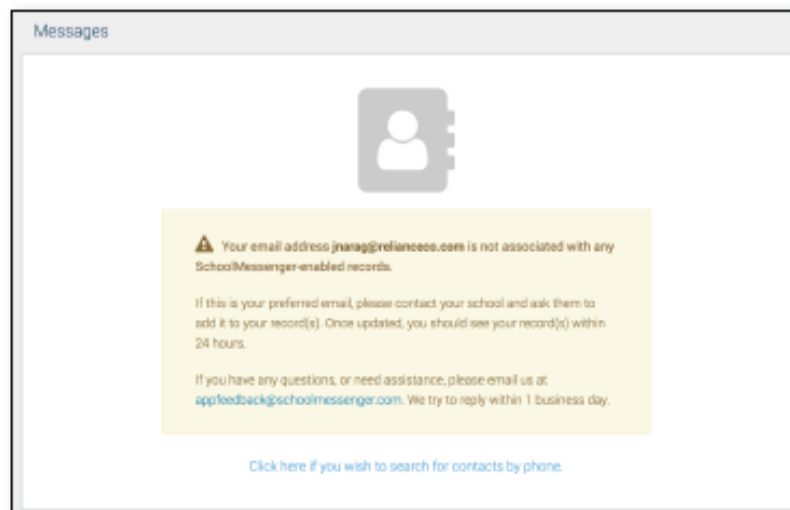 Messages
Your email address jnarag@relianceco.com is not associated with any
SchoolMessenger-enabled records.
If this is your preferred email, please contact your school and ask them to
add it to your record(s). Once updated, you should see your record(s) within
24 hours.
If you have any questions, or need assistance, please email us at
appfeedback@schoolmessenger.com. We try to reply within 1 business day.
Click here if you wish to search for contacts by phone.